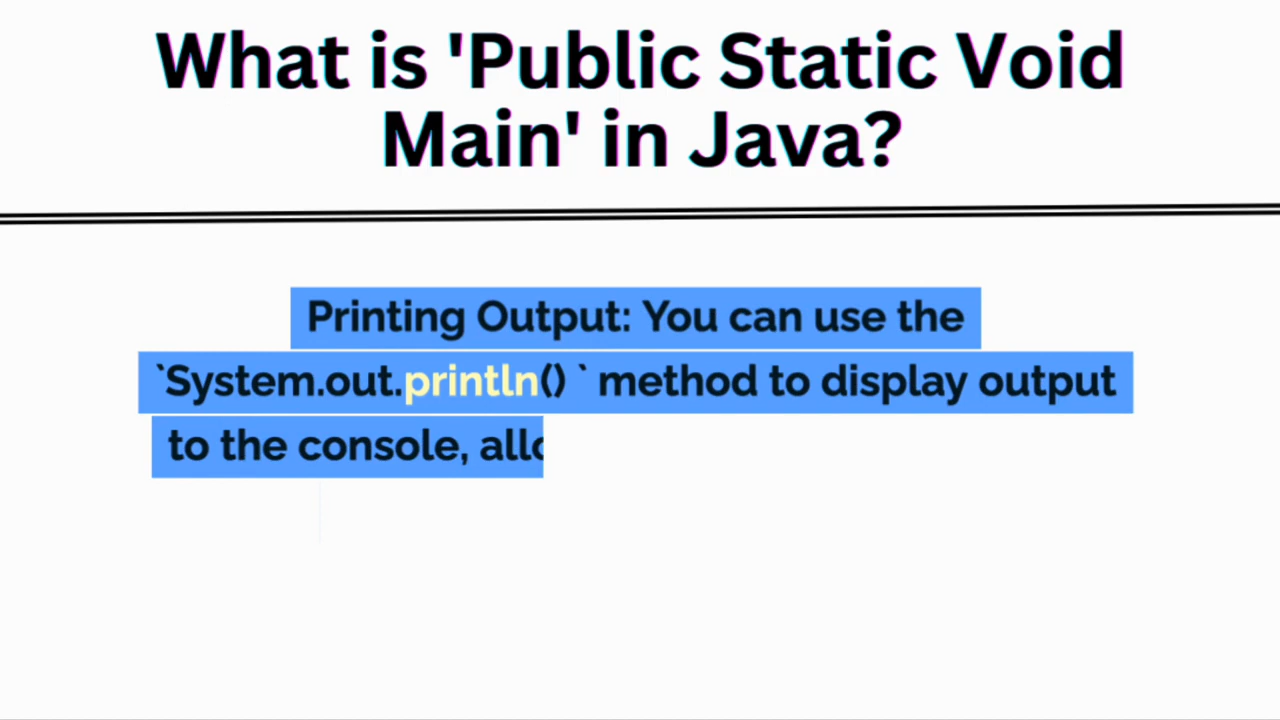 What is 'Public Static Void
Main' in Java?
Printing Output: You can use the
`System.out.println() ` method to display output
to the console,